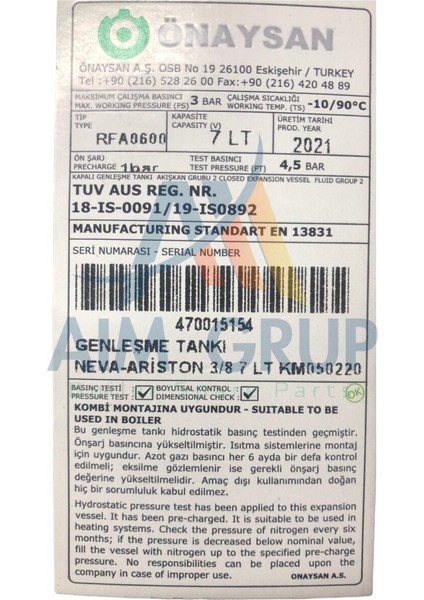 ÖNAYSAN
ÖNAYSAN A.Ş. OSB No 19 26100 Eskişehir / TURKEY
Tel :+90 (216) 528 26 00 Fax:+90 (216) 420 48 89
MAKSIMUM ÇALIŞMA BASINCI
MAX. WORKING PRESSURE (PS) 3 BAR ÇALIŞMA SICAKLIĞI
WORKING TEMP. (TS) -10/90°C
TİP
TYPE RFA0600
KAPASİTE
CAPACITY (V) 7 LT
ÜRETİM TARİHİ
PROD. YEAR
2021
ÖN ŞARJ
PRECHARGE 1bar
TEST BASINCI
TEST PRESSURE (PT) 4,5 BAR
KAPALI GENLEŞME TANKI AKIŞKAN GRUBU 2 CLOSED EXPANSION VESSEL FLUID GROUP 2
TUV AUS REG. NR.
18-IS-0091/19-IS0892
MANUFACTURING STANDART EN 13831
SERİ NUMARASI - SERIAL NUMBER
470015154
AIM GRUP
Parts
GENLEŞME TANKI
NEVA-ARİSTON 3/8 7 LT KM050220
BASINÇ TESTİ
PRESSURE TEST :
BOYUTSAL KONTROL :
DIMENSIONAL CHECK :
OK
KOMBİ MONTAJINA UYGUNDUR - SUITABLE TO BE
USED IN BOILER
Bu genleşme tankı hidrostatik basınç testinden geçmiştir.
Önşarj basıncına yükseltilmiştir. Isıtma sistemlerine montaj
için uygundur. Azot gazı basıncı her 6 ayda bir defa kontrol
edilmeli; eksilme gözlemlenir ise gerekli önşarj basınç
değerine yükseltilmelidir. Amaç dışı kullanımından doğan
hiç bir sorumluluk kabul edilmez.
Hydrostatic pressure test has been applied to this expansion
vessel. It has been pre-charged. It is suitable to be used in
heating systems. Check the pressure of nitrogen every six
months; if the pressure is decreased below nominal value,
fill the vessel with nitrogen up to the specified pre-charge
pressure. No responsibilities can be placed upon the
company in case of improper use.
ONAYSAN A.S.